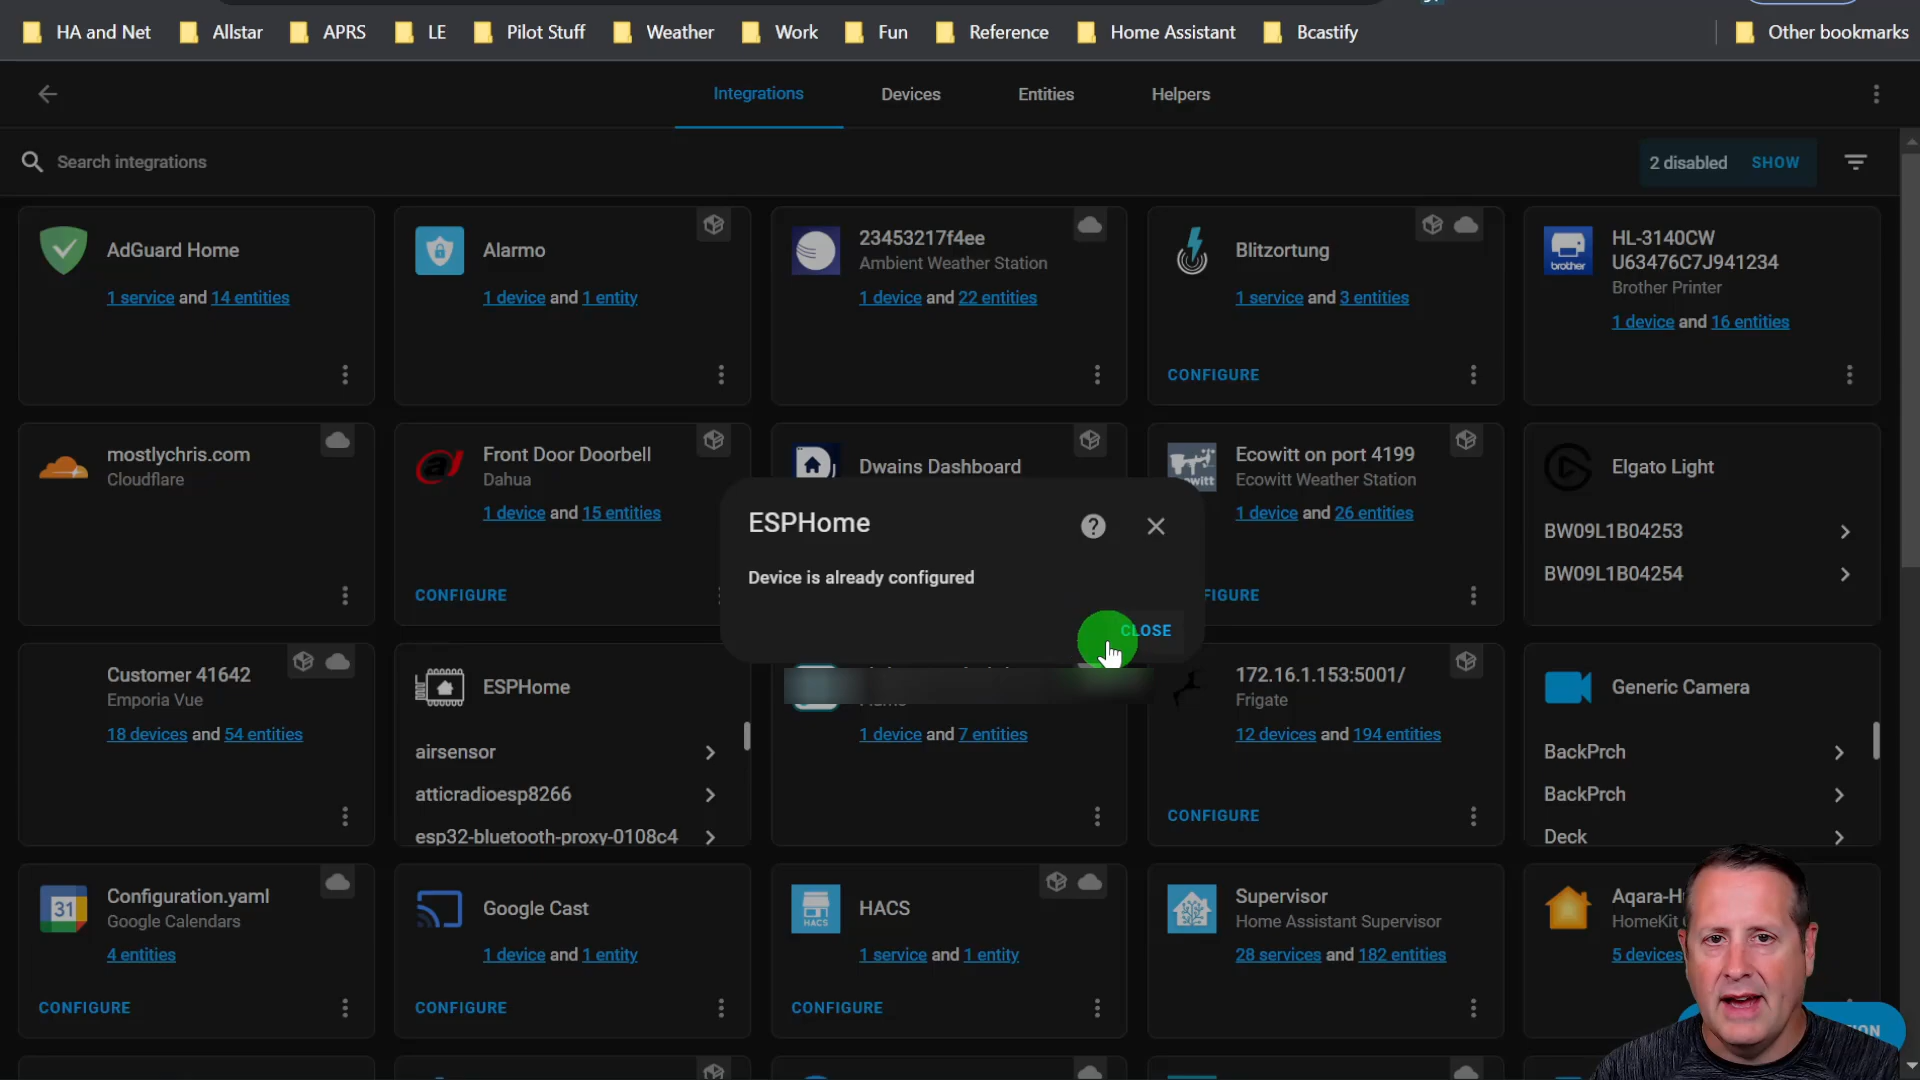 HA and Net
Allstar
APRS
LE
Pilot Stuff
Weather
Work
Fun
Reference
Home Assistant
Bcastify
Other bookmarks
Integrations
Devices
Entities
Helpers
Search integrations
2 disabled
SHOW
AdGuard Home
1 service and 14 entities
Alarmo
1 device and 1 entity
23453217f4ee
Ambient Weather Station
1 device and 22 entities
Blitzortung
1 service and 3 entities
CONFIGURE
brother
HL-3140CW
U63476C7J941234
Brother Printer
1 device and 16 entities
mostlychris.com
Cloudflare
Front Door Doorbell
Dahua
1 device and 15 entities
CONFIGURE
Dwains Dashboard
Ecowitt on port 4199
Ecowitt Weather Station
1 device and 26 entities
Elgato Light
BW09L1B04253
BW09L1B04254
ESPHome
Device is already configured
CLOSE
Customer 41642
Emporia Vue
18 devices and 54 entities
ESPHome
airsensor
atticradioesp8266
esp32-bluetooth-proxy-0108c4
1 device and 7 entities
172.16.1.153:5001/
Frigate
12 devices and 194 entities
CONFIGURE
Generic Camera
BackPrch
BackPrch
Deck
31
Configuration.yaml
Google Calendars
4 entities
CONFIGURE
Google Cast
1 device and 1 entity
CONFIGURE
HACS
HACS
1 service and 1 entity
CONFIGURE
Supervisor
Home Assistant Supervisor
28 services and 182 entities
5 devices